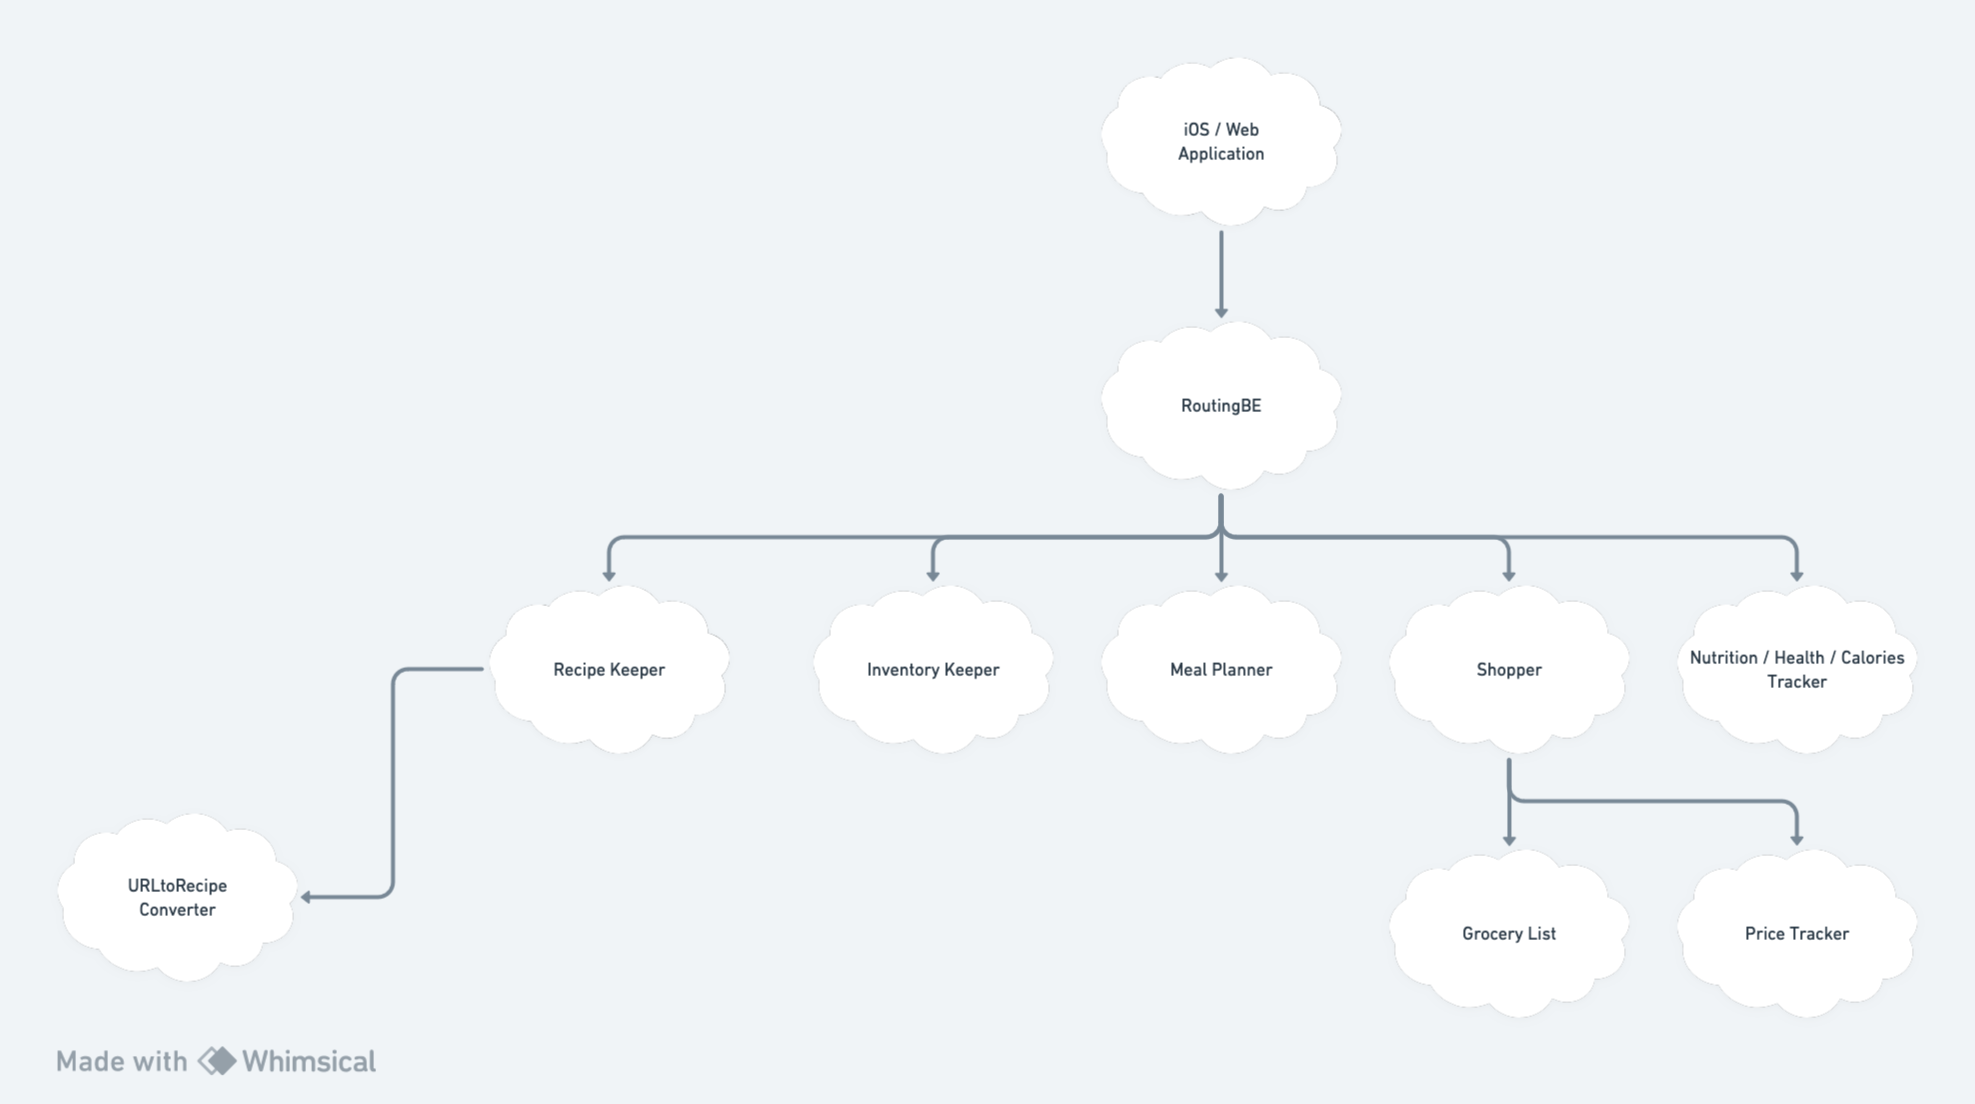 iOS / Web
Application
RoutingBE
Recipe Keeper
Inventory Keeper
Meal Planner
Shopper
Nutrition / Health / Calories
Tracker
URLtoRecipe
Converter
Grocery List
Price Tracker
Made with Whimsical